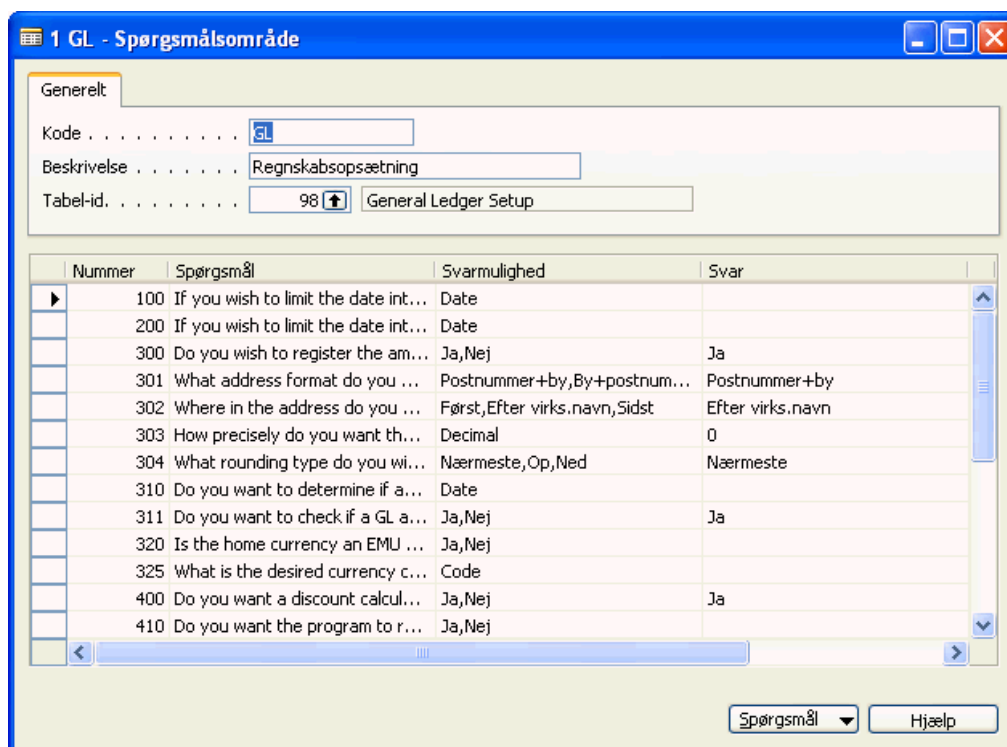 1 GL - Spørgsmålsområde
Generelt
Kode . . . . . . . . . . GL
Beskrivelse . . . . . . . Regnskabsopsætning
Tabel-id. . . . . . . . . 98 General Ledger Setup
Nummer Spørgsmål Svarmulighed Svar
100 If you wish to limit the date int... Date
200 If you wish to limit the date int... Date
300 Do you wish to register the am... Ja,Nej Ja
301 What address format do you ... Postnummer+by,By+postnum... Postnummer+by
302 Where in the address do you ... Først,Efter virks.navn,Sidst Efter virks.navn
303 How precisely do you want th... Decimal 0
304 What rounding type do you wi... Nærmeste,Op,Ned Nærmeste
310 Do you want to determine if a... Date
311 Do you want to check if a GL a... Ja,Nej Ja
320 Is the home currency an EMU ... Ja,Nej
325 What is the desired currency c... Code
400 Do you want a discount calcul... Ja,Nej Ja
410 Do you want the program to r... Ja,Nej
Spørgsmål Hjælp